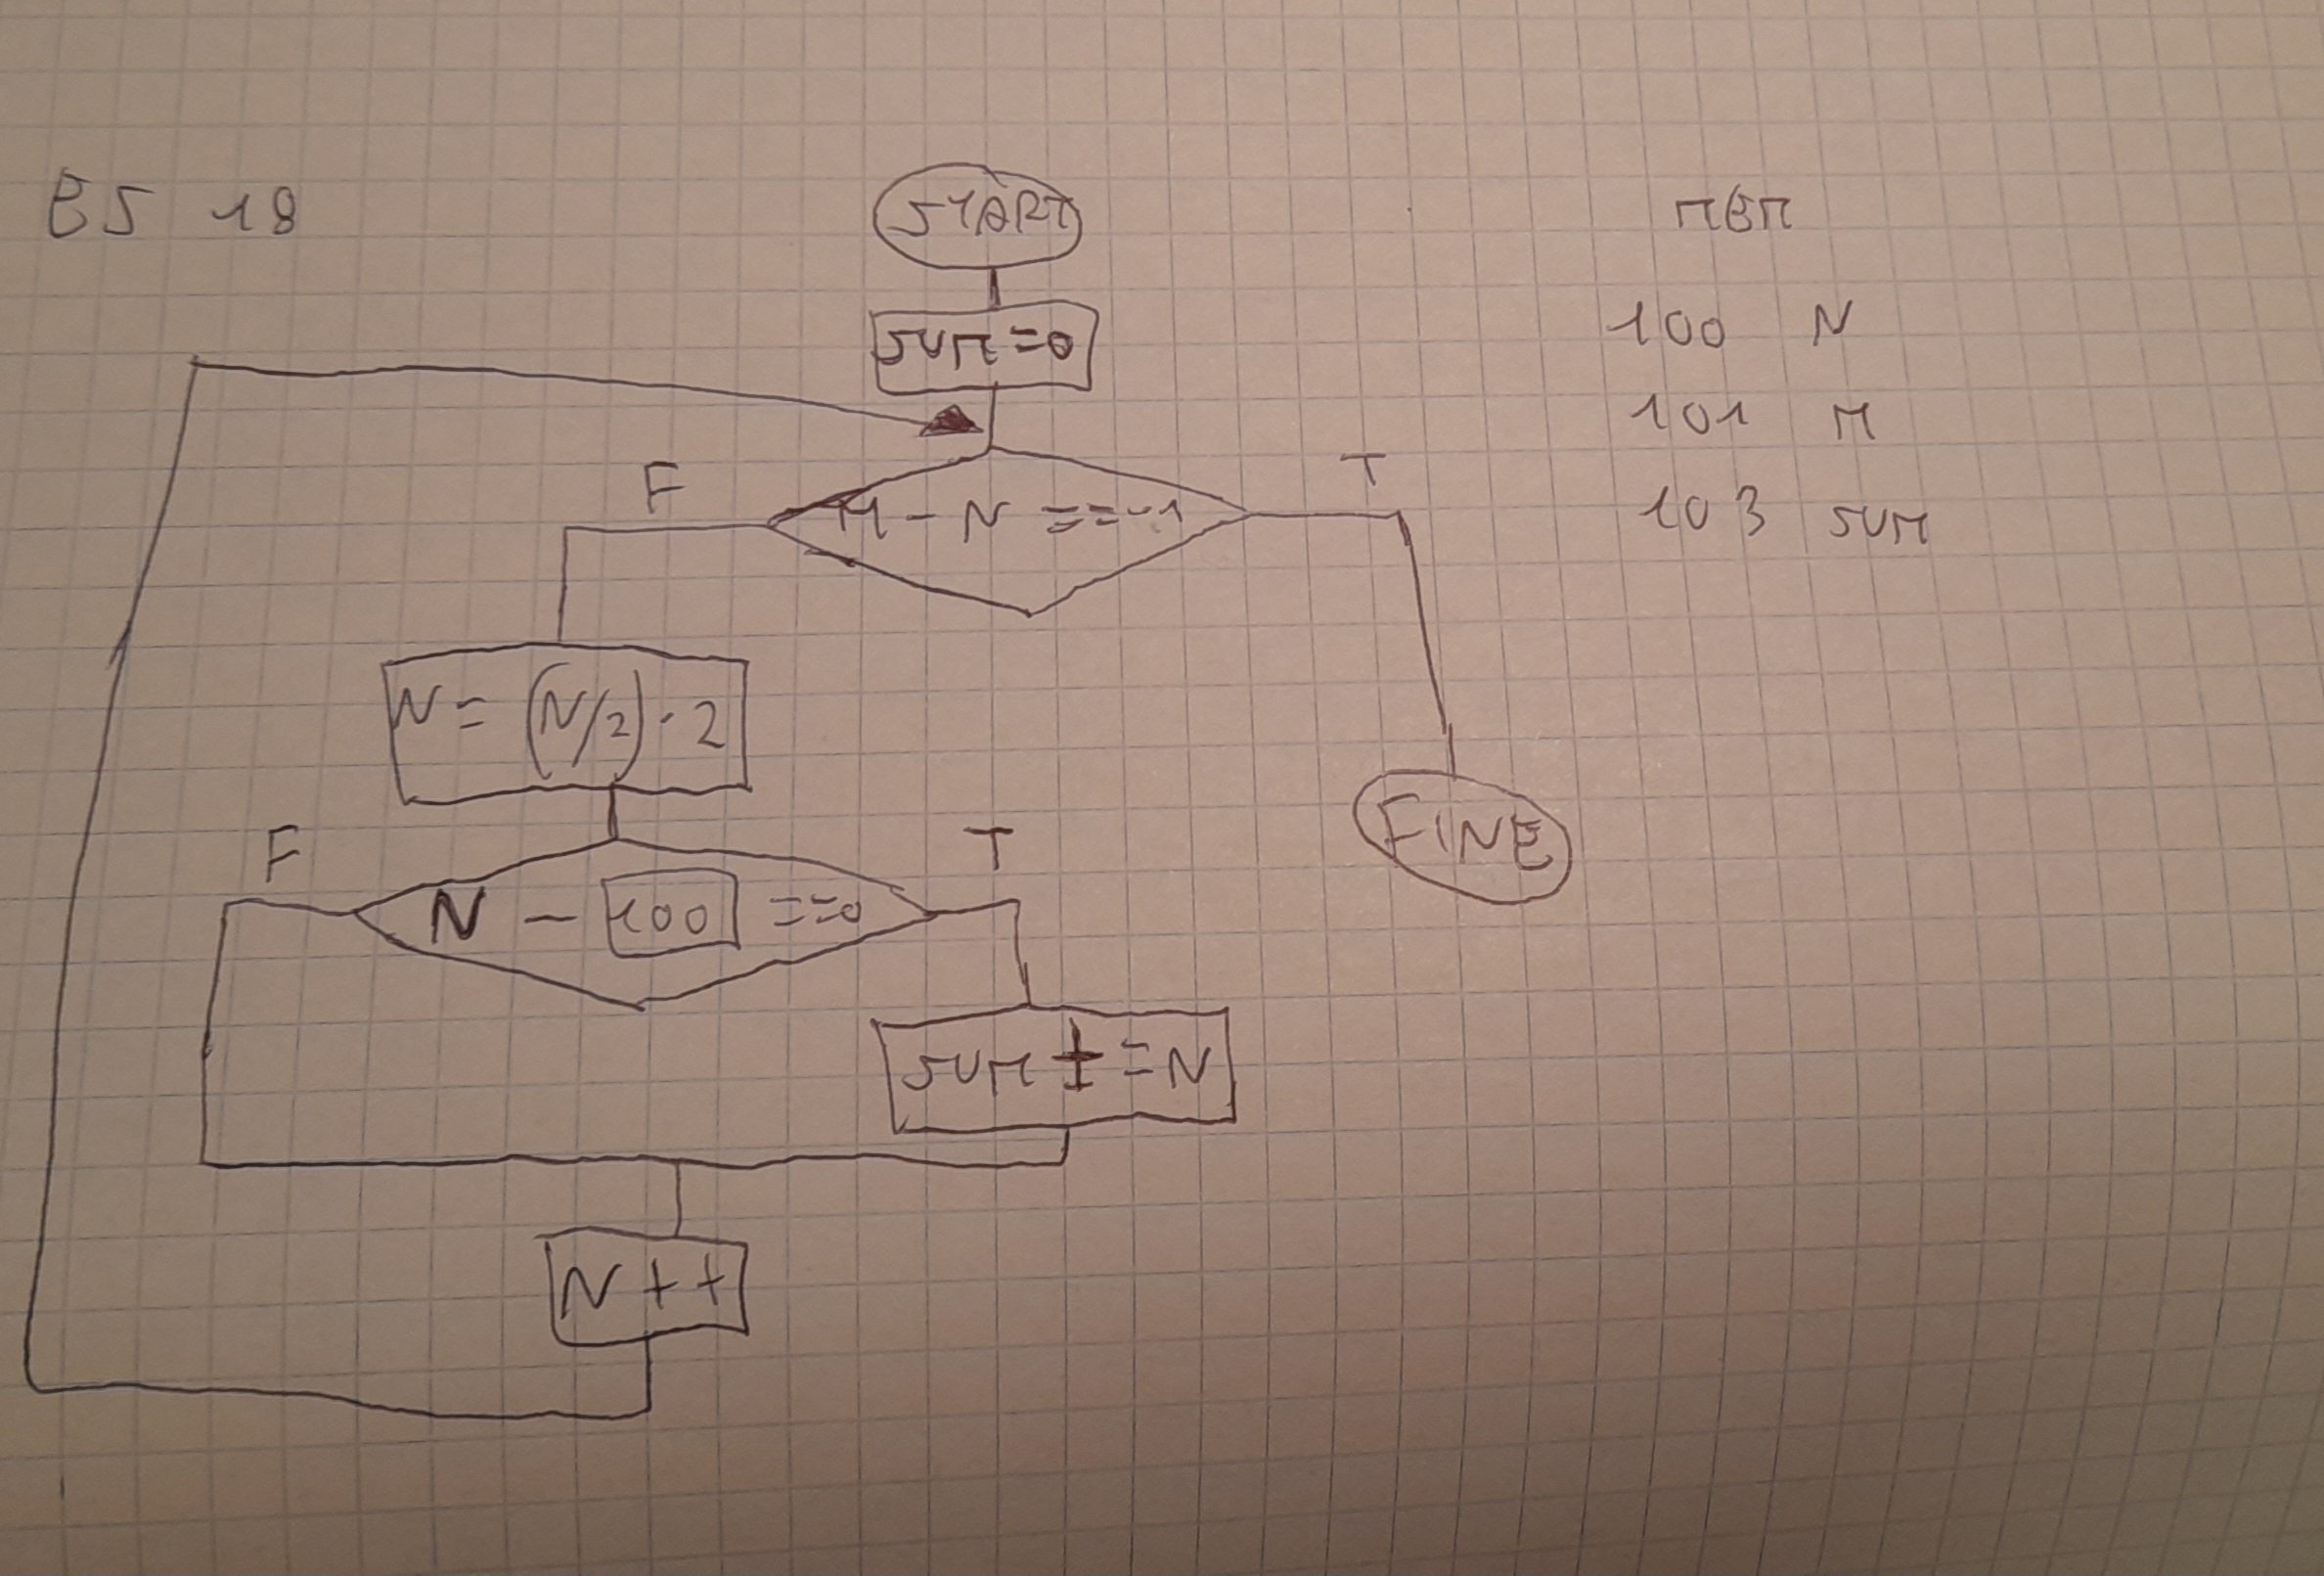 ES 18
START
MEM
SUM = 0
100 N
101 M
F
M - N == -1
T
103 SUM
N = (N/2) · 2
F
N - 100 == 0
T
FINE
SUM += N
N++